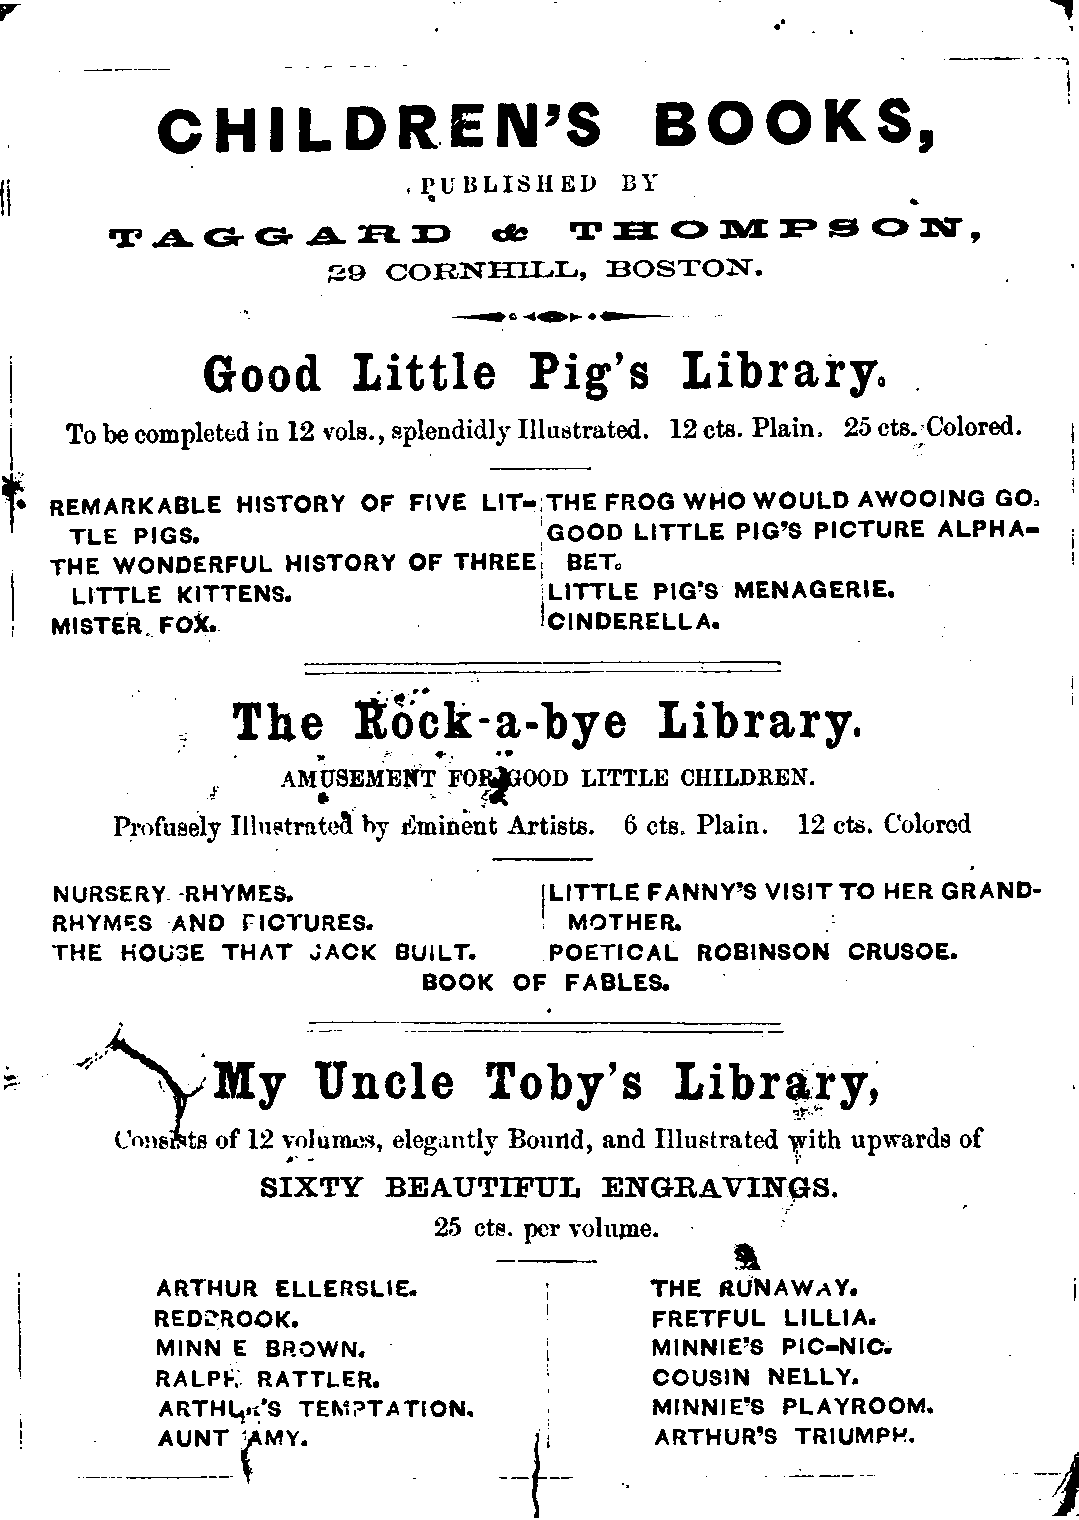 CHILDREN'S BOOKS,
PUBLISHED BY
TAGGARD & THOMPSON,
29 CORNHILL, BOSTON.
Good Little Pig's Library.
To be completed in 12 vols., splendidly Illustrated. 12 cts. Plain. 25 cts. Colored.
REMARKABLE HISTORY OF FIVE LIT-
TLE PIGS.
THE WONDERFUL HISTORY OF THREE
LITTLE KITTENS.
MISTER FOX.
THE FROG WHO WOULD AWOOING GO.
GOOD LITTLE PIG'S PICTURE ALPHA-
BET.
LITTLE PIG'S MENAGERIE.
CINDERELLA.
The Rock-a-bye Library.
AMUSEMENT FOR GOOD LITTLE CHILDREN.
Profusely Illustrated by Eminent Artists. 6 cts. Plain. 12 cts. Colored
NURSERY RHYMES.
RHYMES AND PICTURES.
THE HOUSE THAT JACK BUILT.
LITTLE FANNY'S VISIT TO HER GRAND-
MOTHER.
POETICAL ROBINSON CRUSOE.
BOOK OF FABLES.
My Uncle Toby's Library,
Consists of 12 volumes, elegantly Bound, and Illustrated with upwards of
SIXTY BEAUTIFUL ENGRAVINGS.
25 cts. per volume.
ARTHUR ELLERSLIE.
REDBROOK.
MINNIE BROWN.
RALPH RATTLER.
ARTHUR'S TEMPTATION.
AUNT AMY.
THE RUNAWAY.
FRETFUL LILLIA.
MINNIE'S PIC-NIC.
COUSIN NELLY.
MINNIE'S PLAYROOM.
ARTHUR'S TRIUMPH.